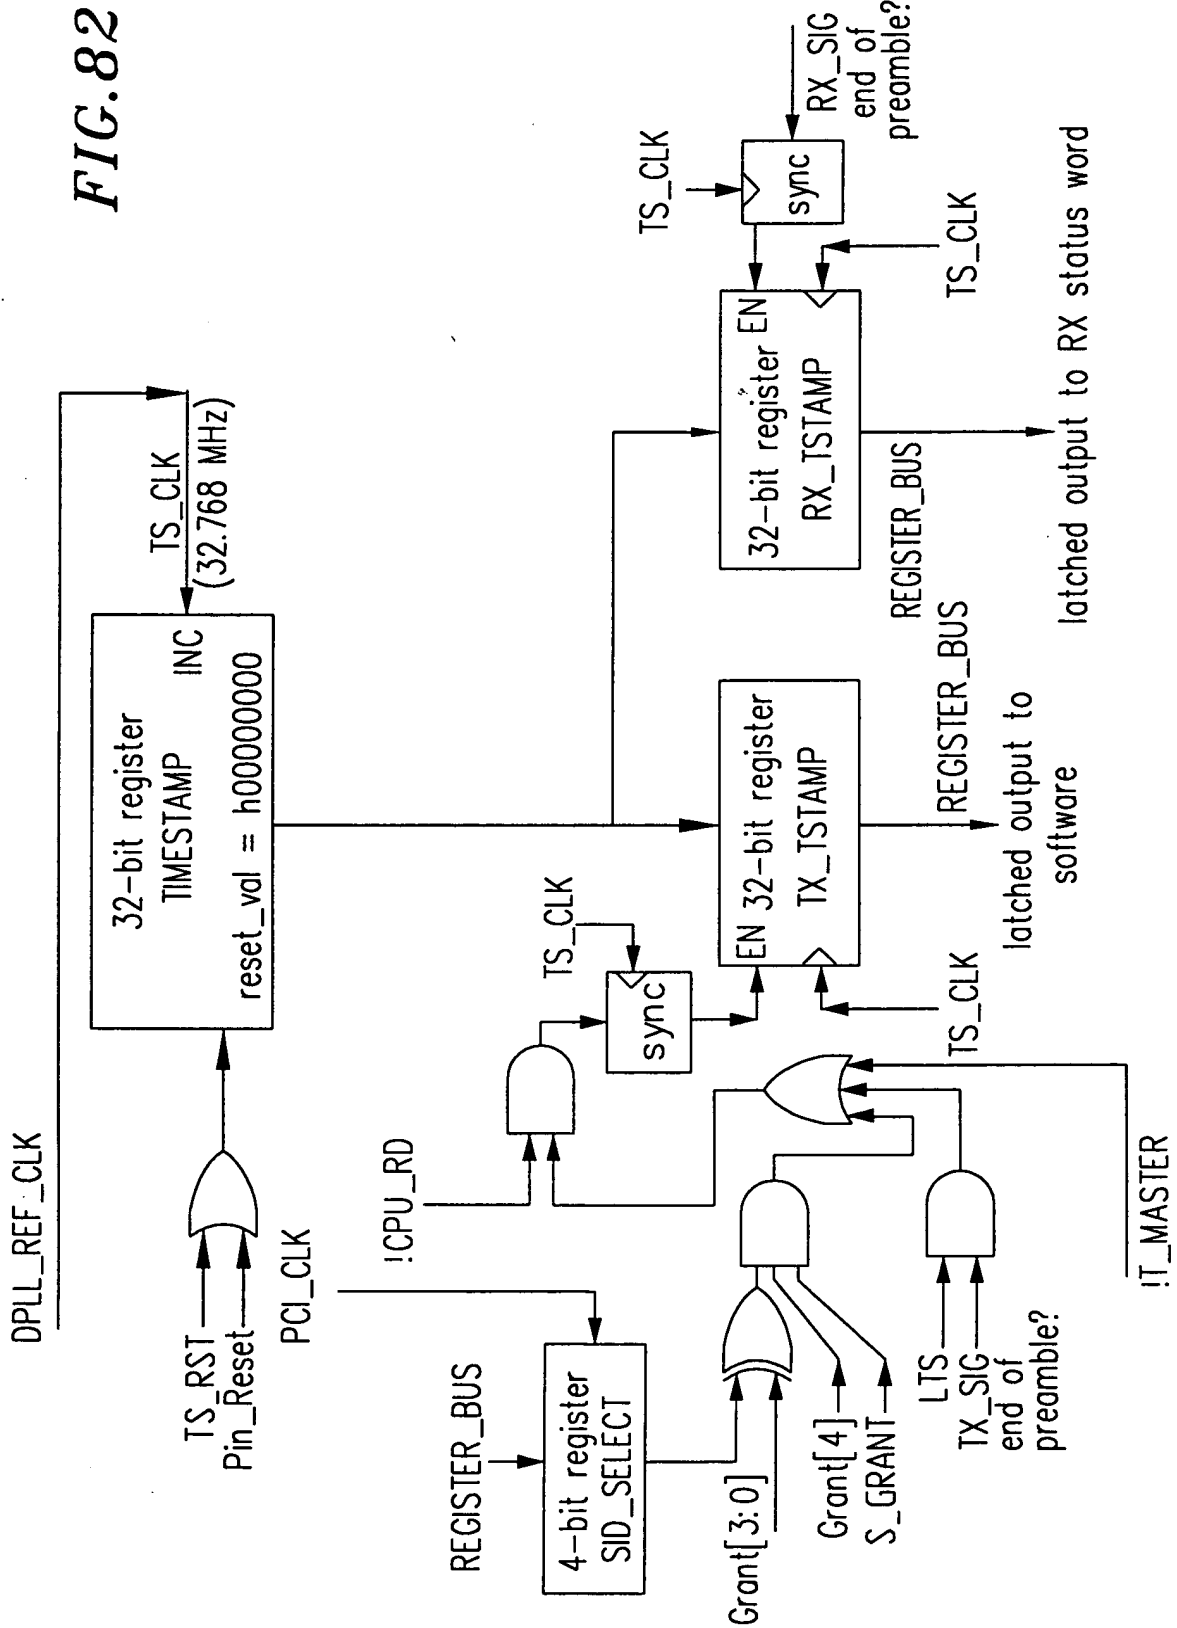 FIG.82
DPLL_REF_CLK
TS_CLK
(32.768 MHz)
TS_RST
Pin_Reset
32-bit register
TIMESTAMP
INC
reset_val = h00000000
PCI_CLK
!CPU_RD
REGISTER_BUS
4-bit register
SID_SELECT
Grant[3:0]
Grant[4]
S_GRANT
LTS
TX_SIG
end of
preamble?
!T_MASTER
TS_CLK
sync
EN 32-bit register
TX_TSTAMP
TS_CLK
REGISTER_BUS
latched output to
software
32-bit register EN
RX_TSTAMP
TS_CLK
sync
RX_SIG
end of
preamble?
TS_CLK
REGISTER_BUS
latched output to RX status word